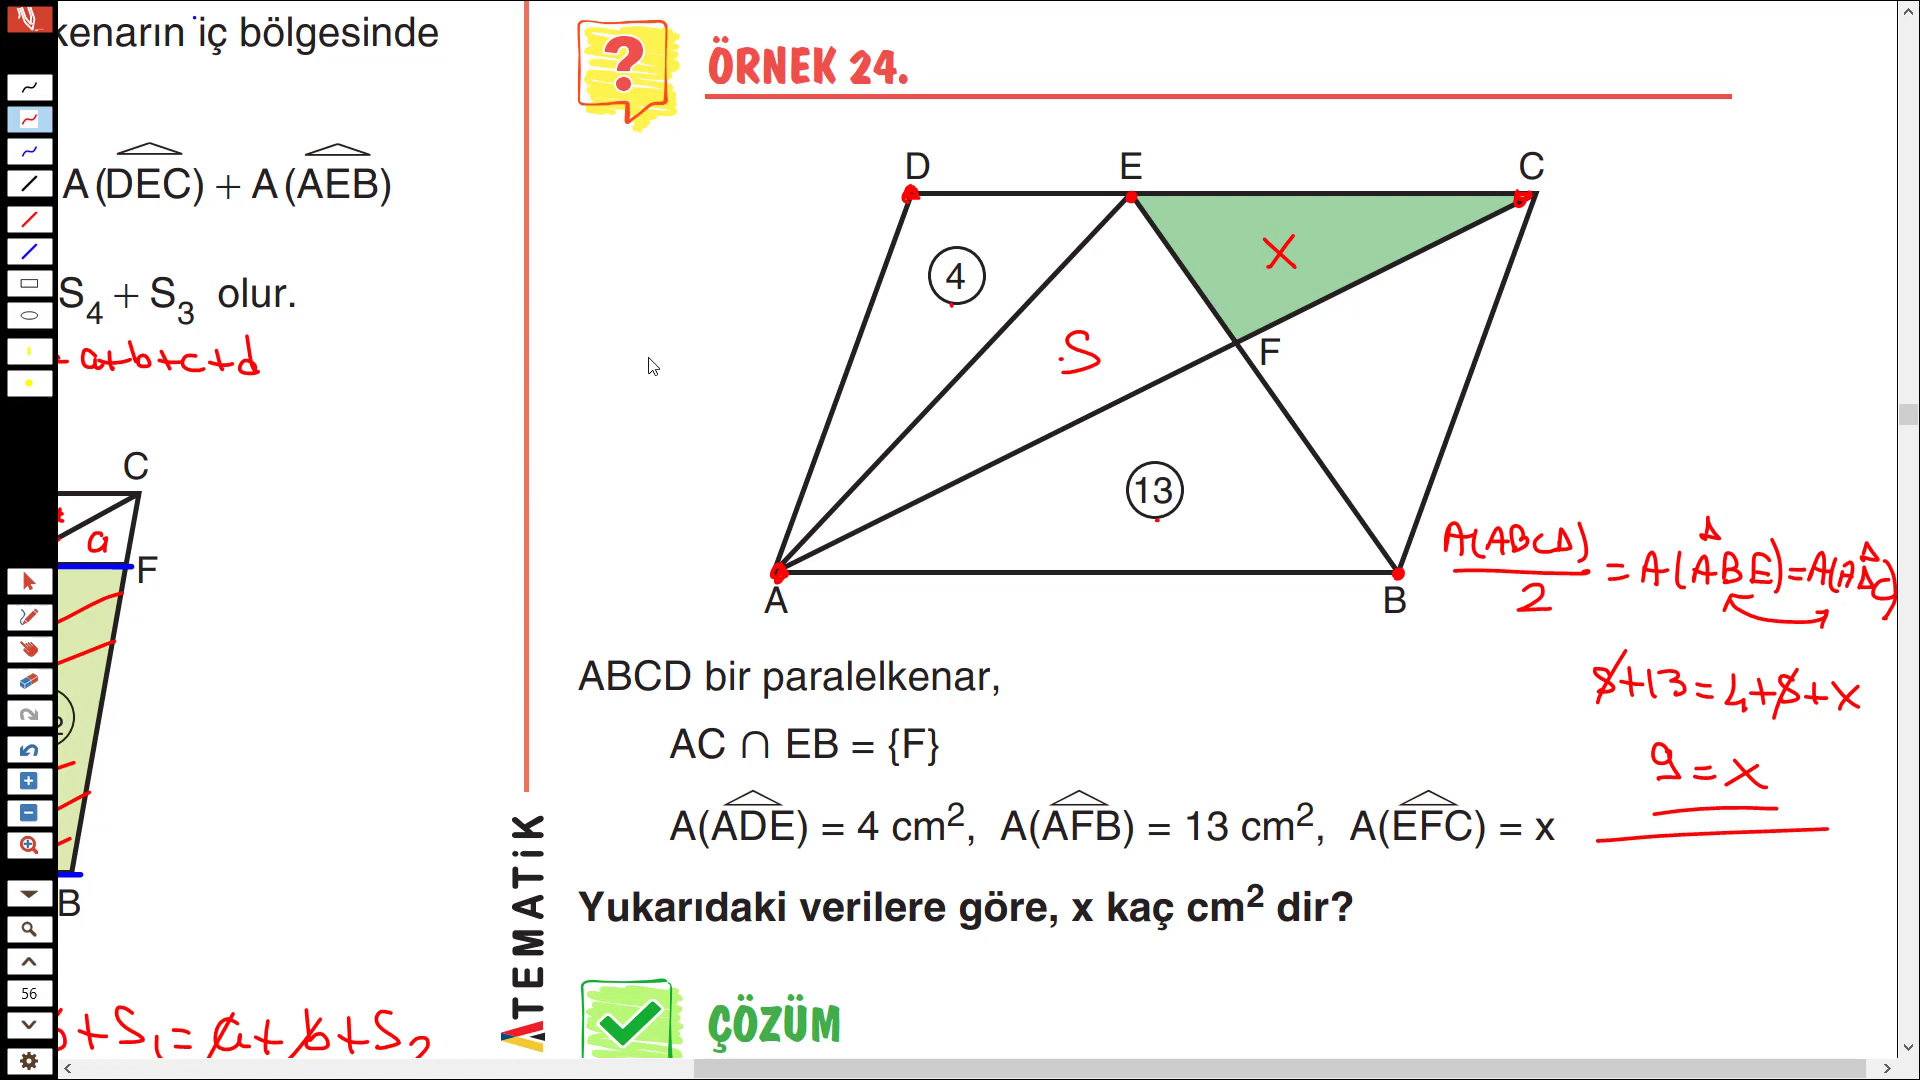 kenarın iç bölgesinde
A(DEC) + A(AEB)
S4 + S3 olur.
a+b+c+d
C
a
F
B
b+S1=a+b+S2
56
ATEMATİK
?
ÖRNEK 24.
D E C
4
X
S
F
13
A B
A(ABCD)/2 = A(ABE) = A(ADC)
S+13=4+S+x
9=x
ABCD bir paralelkenar,
AC ∩ EB = {F}
A(ADE) = 4 cm², A(AFB) = 13 cm², A(EFC) = x
Yukarıdaki verilere göre, x kaç cm² dir?
ÇÖZÜM